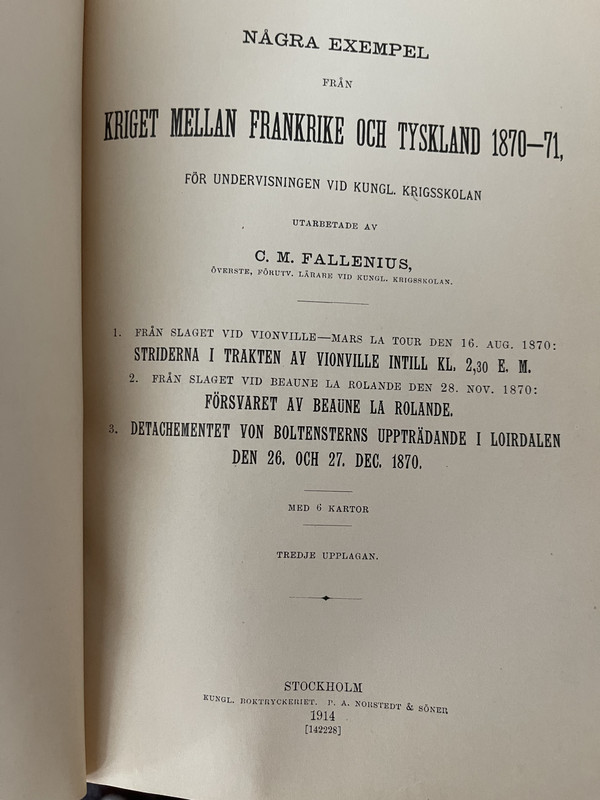 NÅGRA EXEMPEL
FRÅN
KRIGET MELLAN FRANKRIKE OCH TYSKLAND 1870—71,
FÖR UNDERVISNINGEN VID KUNGL. KRIGSSKOLAN
UTARBETADE AV
C. M. FALLENIUS,
ÖVERSTE, FÖRUTV. LÄRARE VID KUNGL. KRIGSSKOLAN.
1. FRÅN SLAGET VID VIONVILLE—MARS LA TOUR DEN 16. AUG. 1870:
STRIDERNA I TRAKTEN AV VIONVILLE INTILL KL. 2,30 E. M.
2. FRÅN SLAGET VID BEAUNE LA ROLANDE DEN 28. NOV. 1870:
FÖRSVARET AV BEAUNE LA ROLANDE.
3. DETACHEMENTET VON BOLTENSTERNS UPPTRÄDANDE I LOIRDALEN
DEN 26. OCH 27. DEC. 1870.
MED 6 KARTOR
TREDJE UPPLAGAN.
STOCKHOLM
KUNGL. BOKTRYCKERIET. P. A. NORSTEDT & SÖNER
1914
[142228]